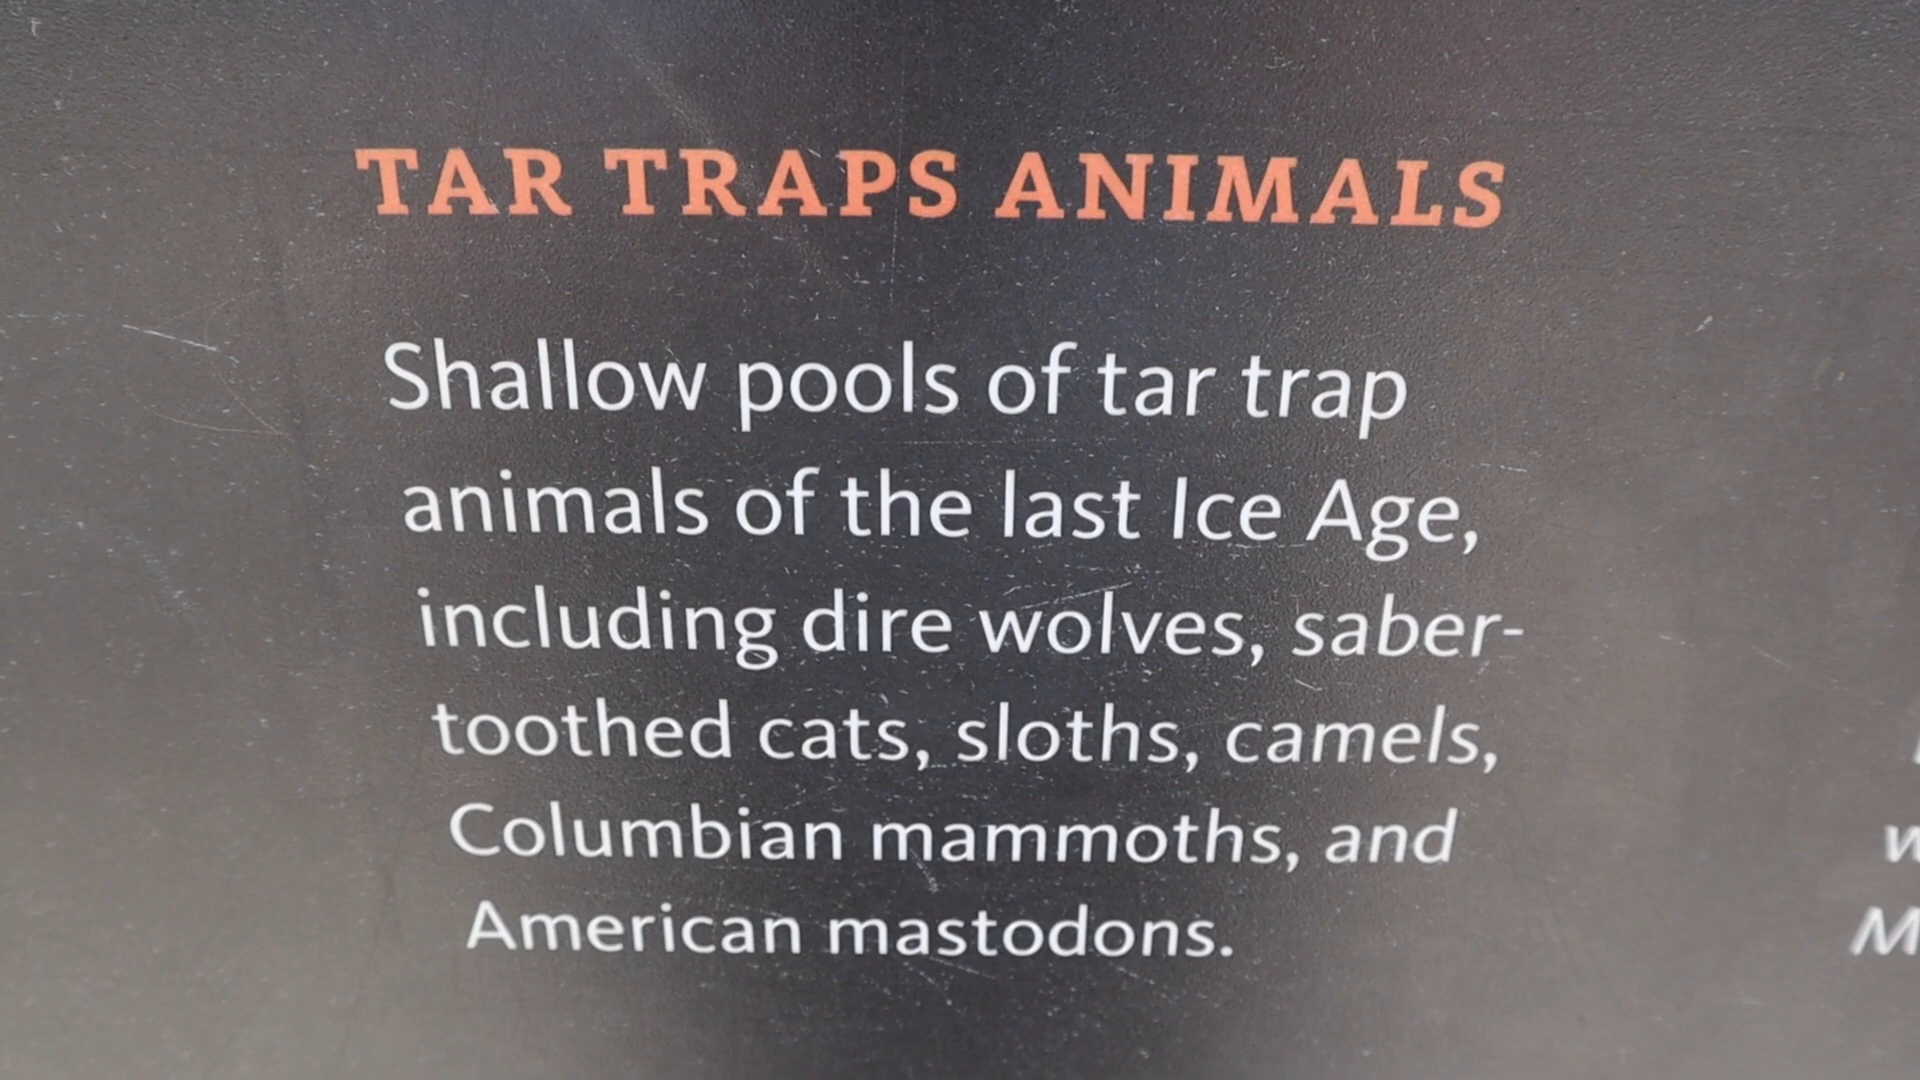 TAR TRAPS ANIMALS
Shallow pools of tar trap
animals of the last Ice Age,
including dire wolves, saber-
toothed cats, sloths, camels,
Columbian mammoths, and
American mastodons.